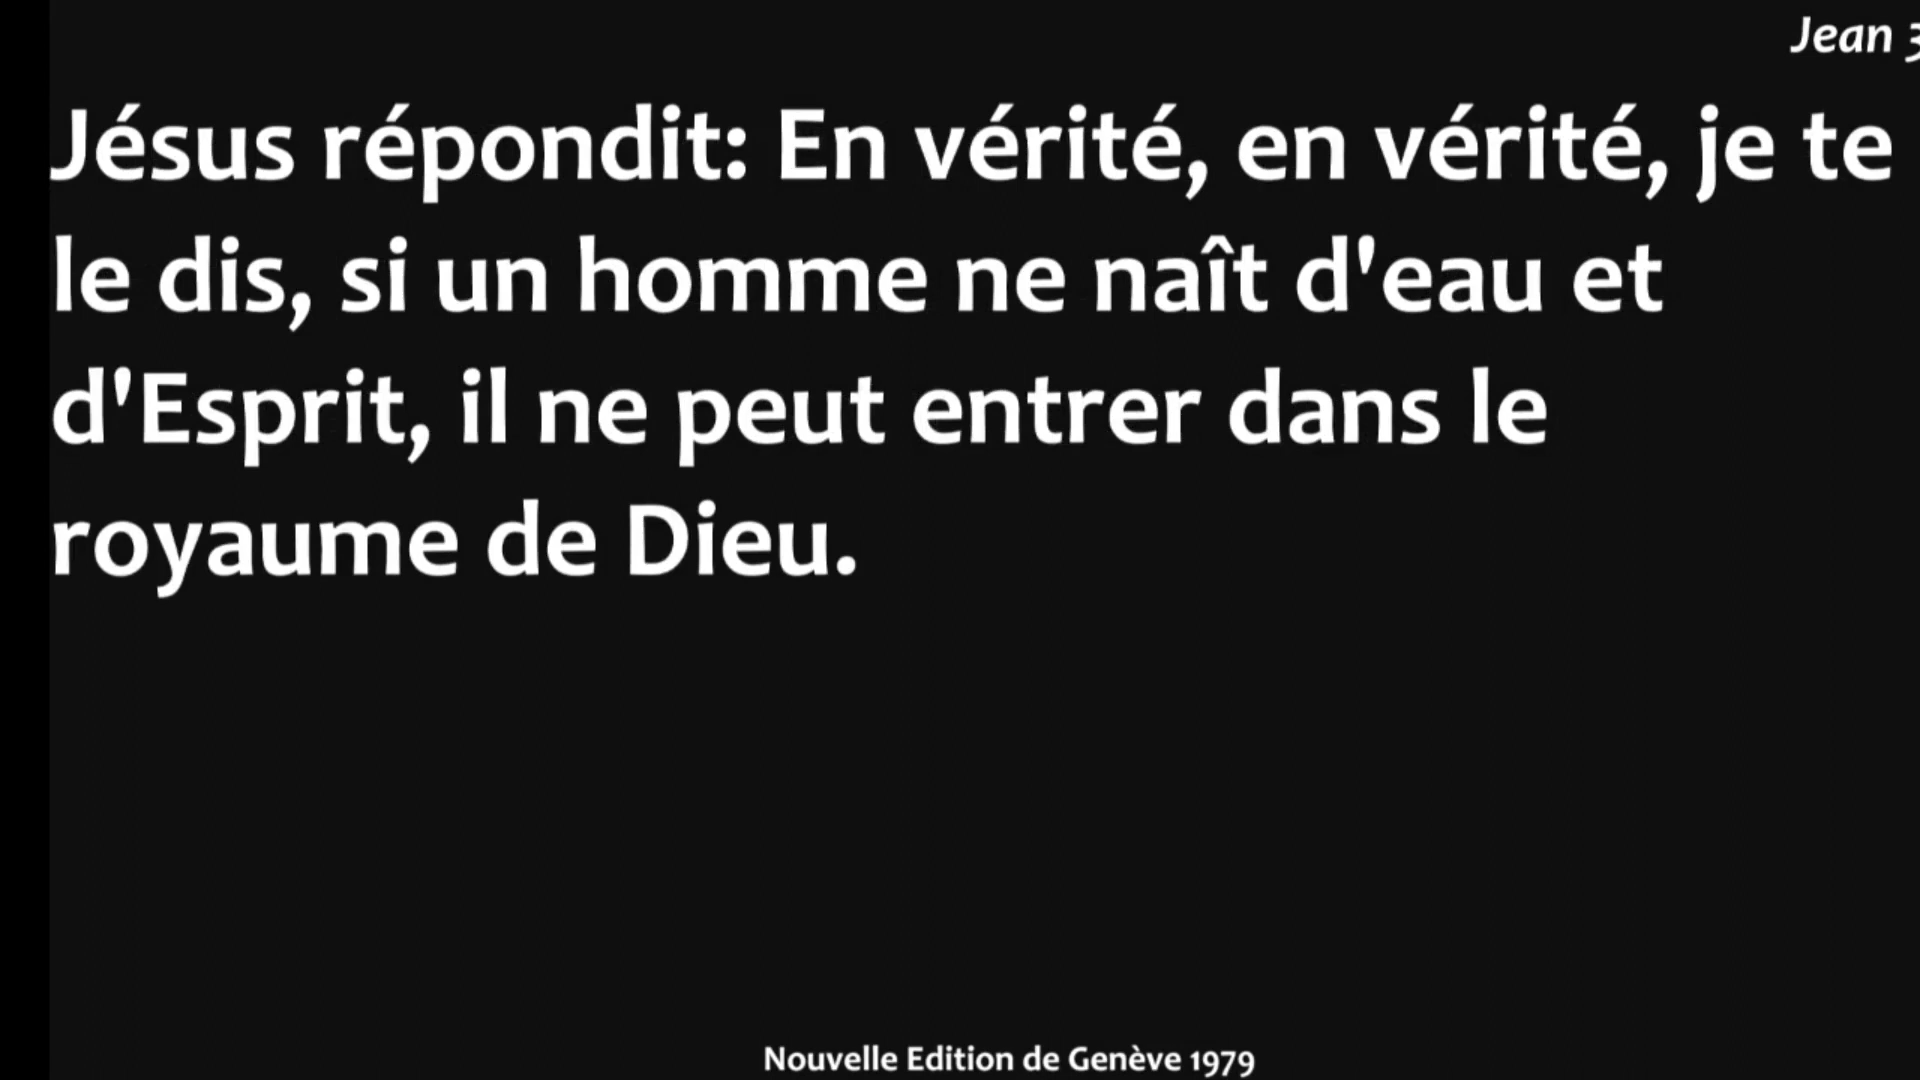 Jean 3
Jésus répondit: En vérité, en vérité, je te
le dis, si un homme ne naît d'eau et
d'Esprit, il ne peut entrer dans le
royaume de Dieu.
Nouvelle Edition de Genève 1979